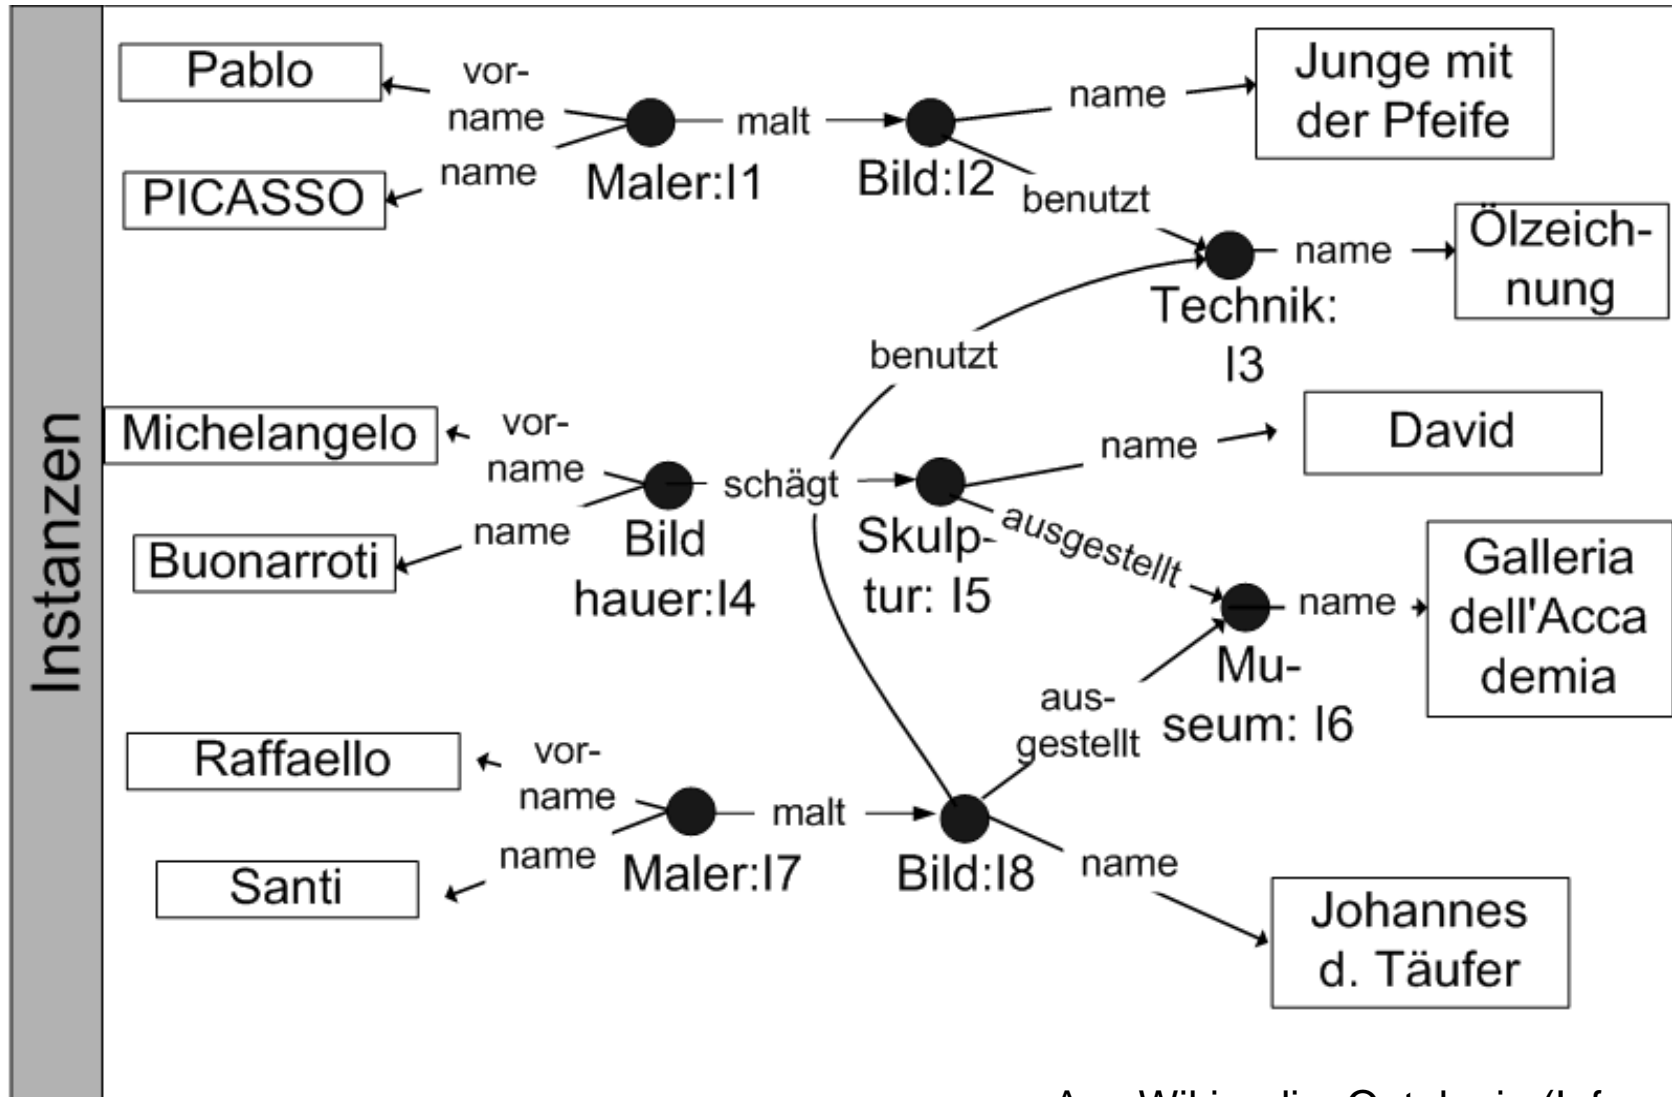 Instanzen
Pablo
vor-
name
name
PICASSO
Maler:I1
malt
Bild:I2
name
Junge mit
der Pfeife
benutzt
Technik:
I3
name
Ölzeich-
nung
benutzt
Michelangelo
vor-
name
name
Buonarroti
Bild
hauer:I4
schägt
Skulp-
tur: I5
name
David
ausgestellt
Mu-
seum: I6
name
Galleria
dell'Acca
demia
aus-
gestellt
Raffaello
vor-
name
name
Santi
Maler:I7
malt
Bild:I8
name
Johannes
d. Täufer